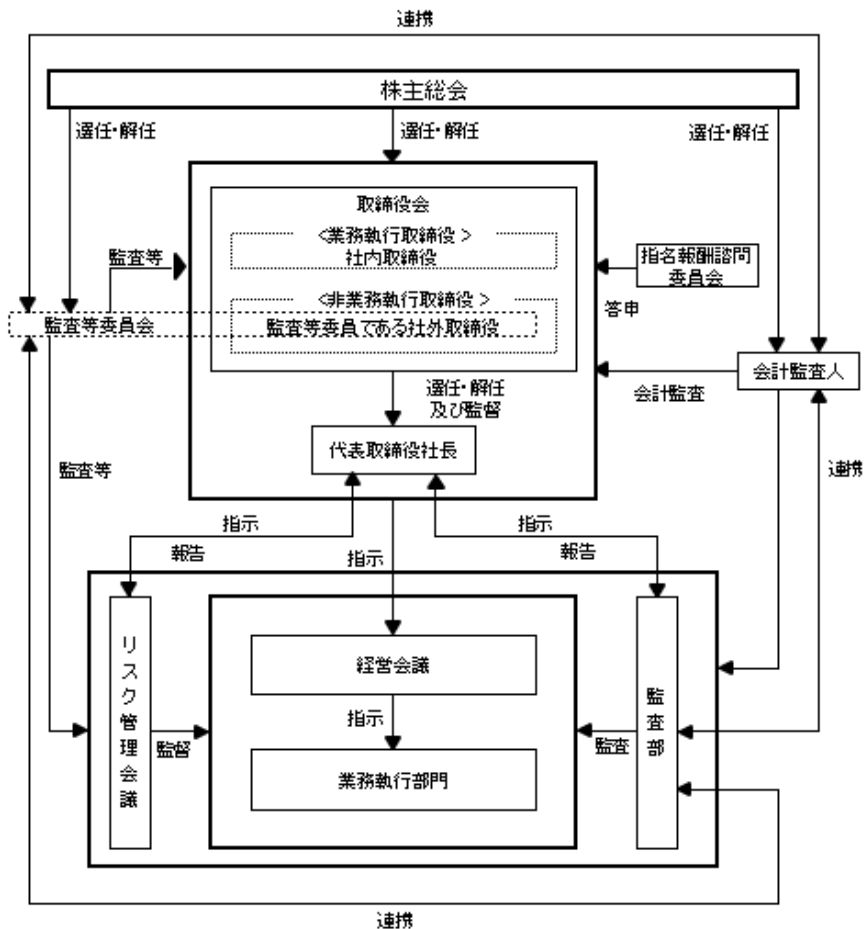 連携
株主総会
選任・解任
選任・解任
選任・解任
取締役会
<業務執行取締役>
社内取締役
監査等
指名報酬諮問
委員会
答申
<非業務執行取締役>
監査等委員会
監査等委員である社外取締役
会計監査人
会計監査
選任・解任
及び監督
代表取締役社長
監査等
連携
指示
報告
指示
指示
報告
リスク管理会議
経営会議
監査部
指示
監督
監査
業務執行部門
連携